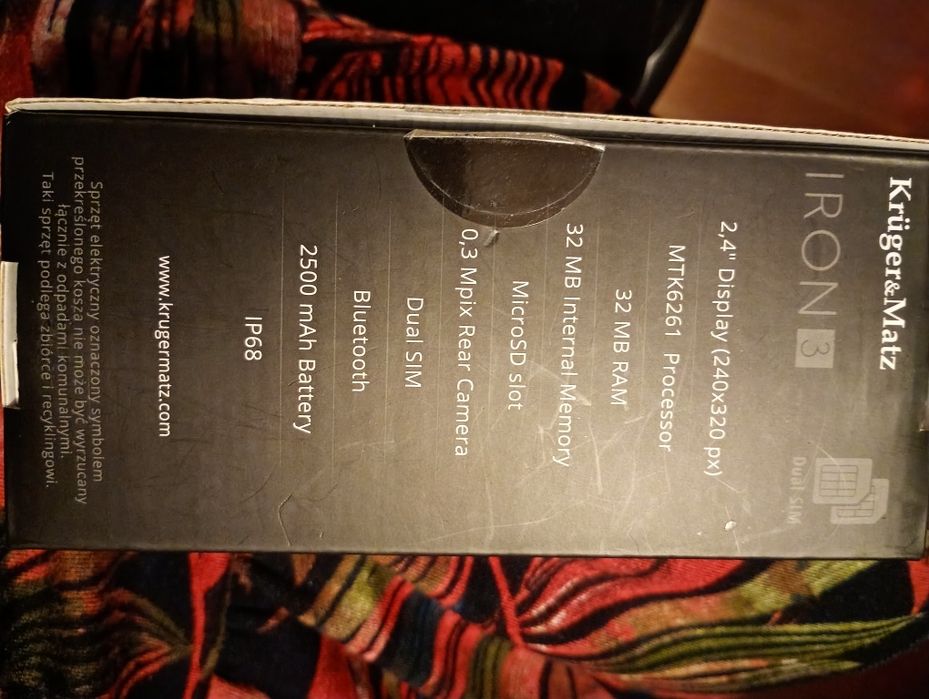 Krüger&Matz
IRON 3
Dual SIM
2,4" Display (240x320 px)
MTK6261 Processor
32 MB RAM
32 MB Internal Memory
MicroSD slot
0,3 Mpix Rear Camera
Dual SIM
Bluetooth
2500 mAh Battery
IP68
www.krugermatz.com
Sprzęt elektryczny oznaczony symbolem
przekreślonego kosza nie może być wyrzucany
łącznie z odpadami komunalnymi.
Taki sprzęt podlega zbiórce i recyklingowi.